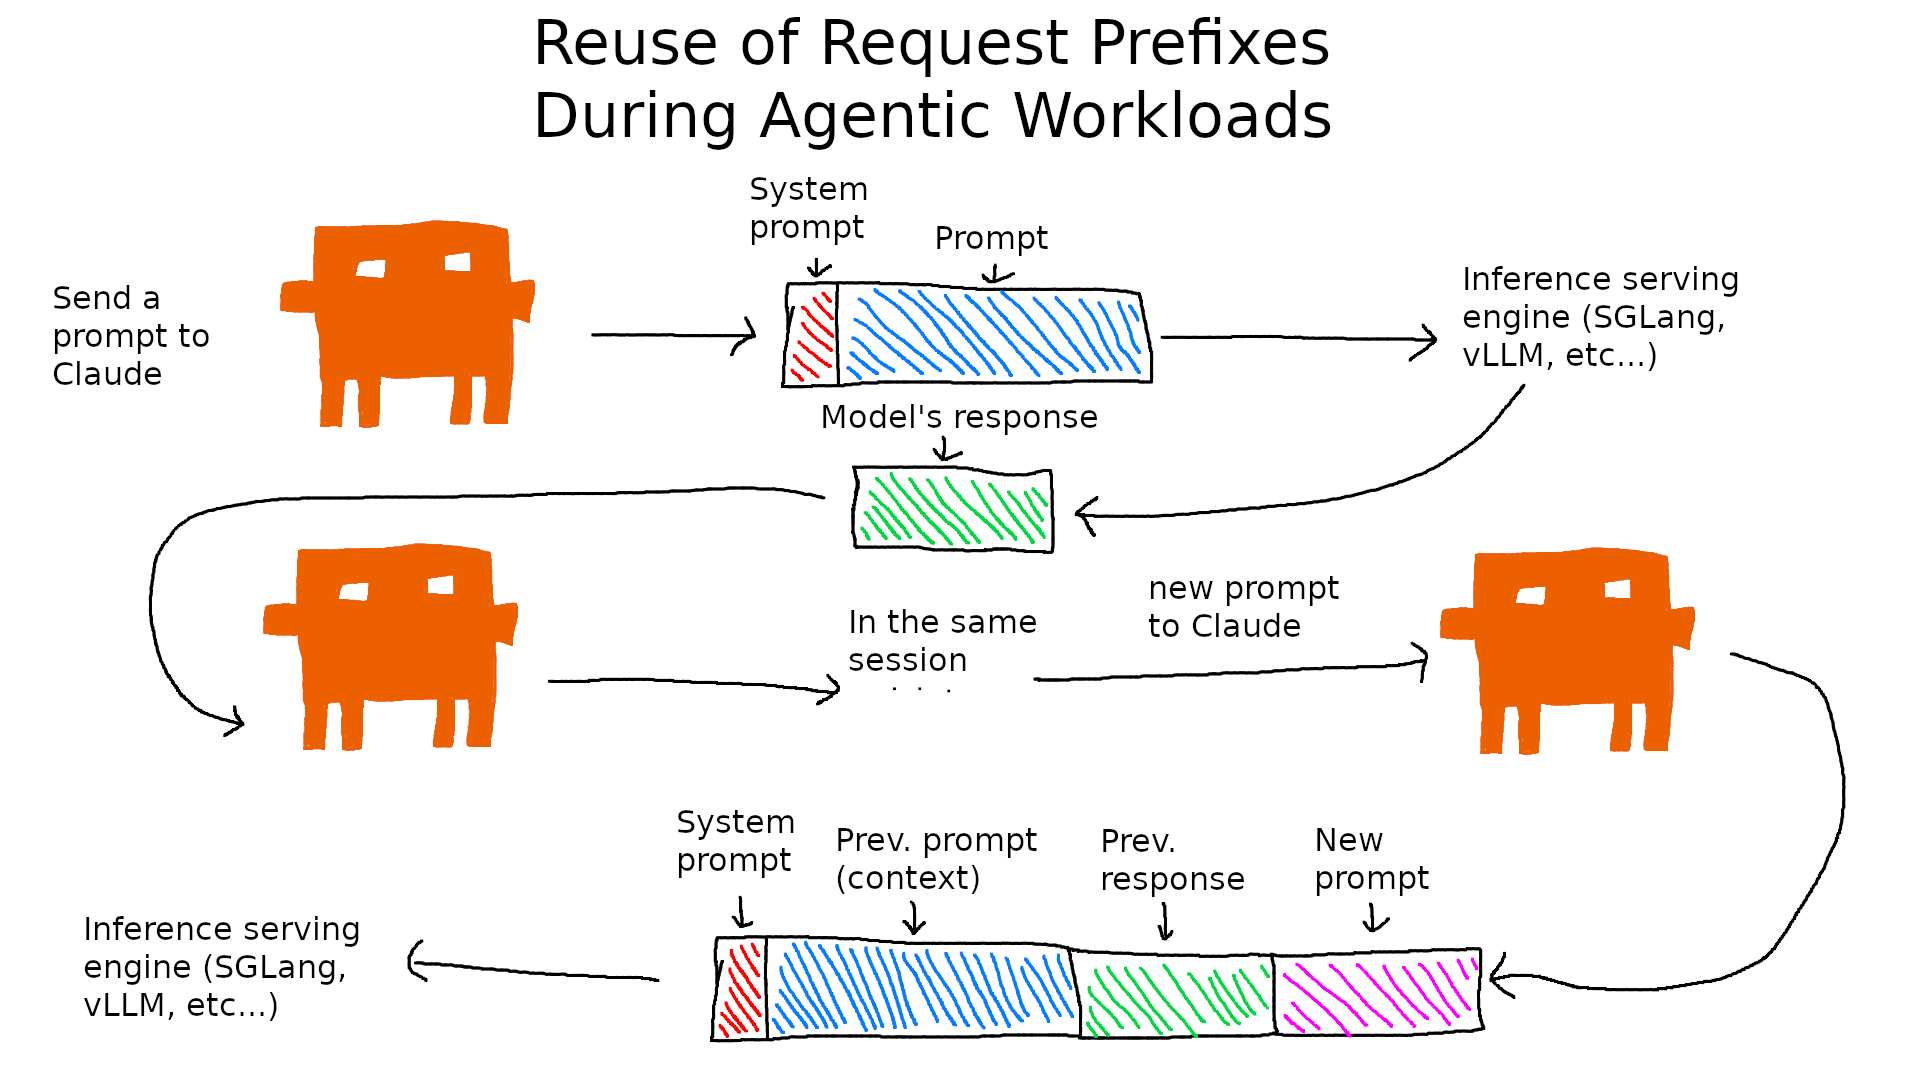 Reuse of Request Prefixes
During Agentic Workloads
System
prompt
Prompt
Send a
prompt to
Claude
Inference serving
engine (SGLang,
vLLM, etc...)
Model's response
In the same
session
. . .
new prompt
to Claude
System
prompt
Prev. prompt
(context)
Prev.
response
New
prompt
Inference serving
engine (SGLang,
vLLM, etc...)